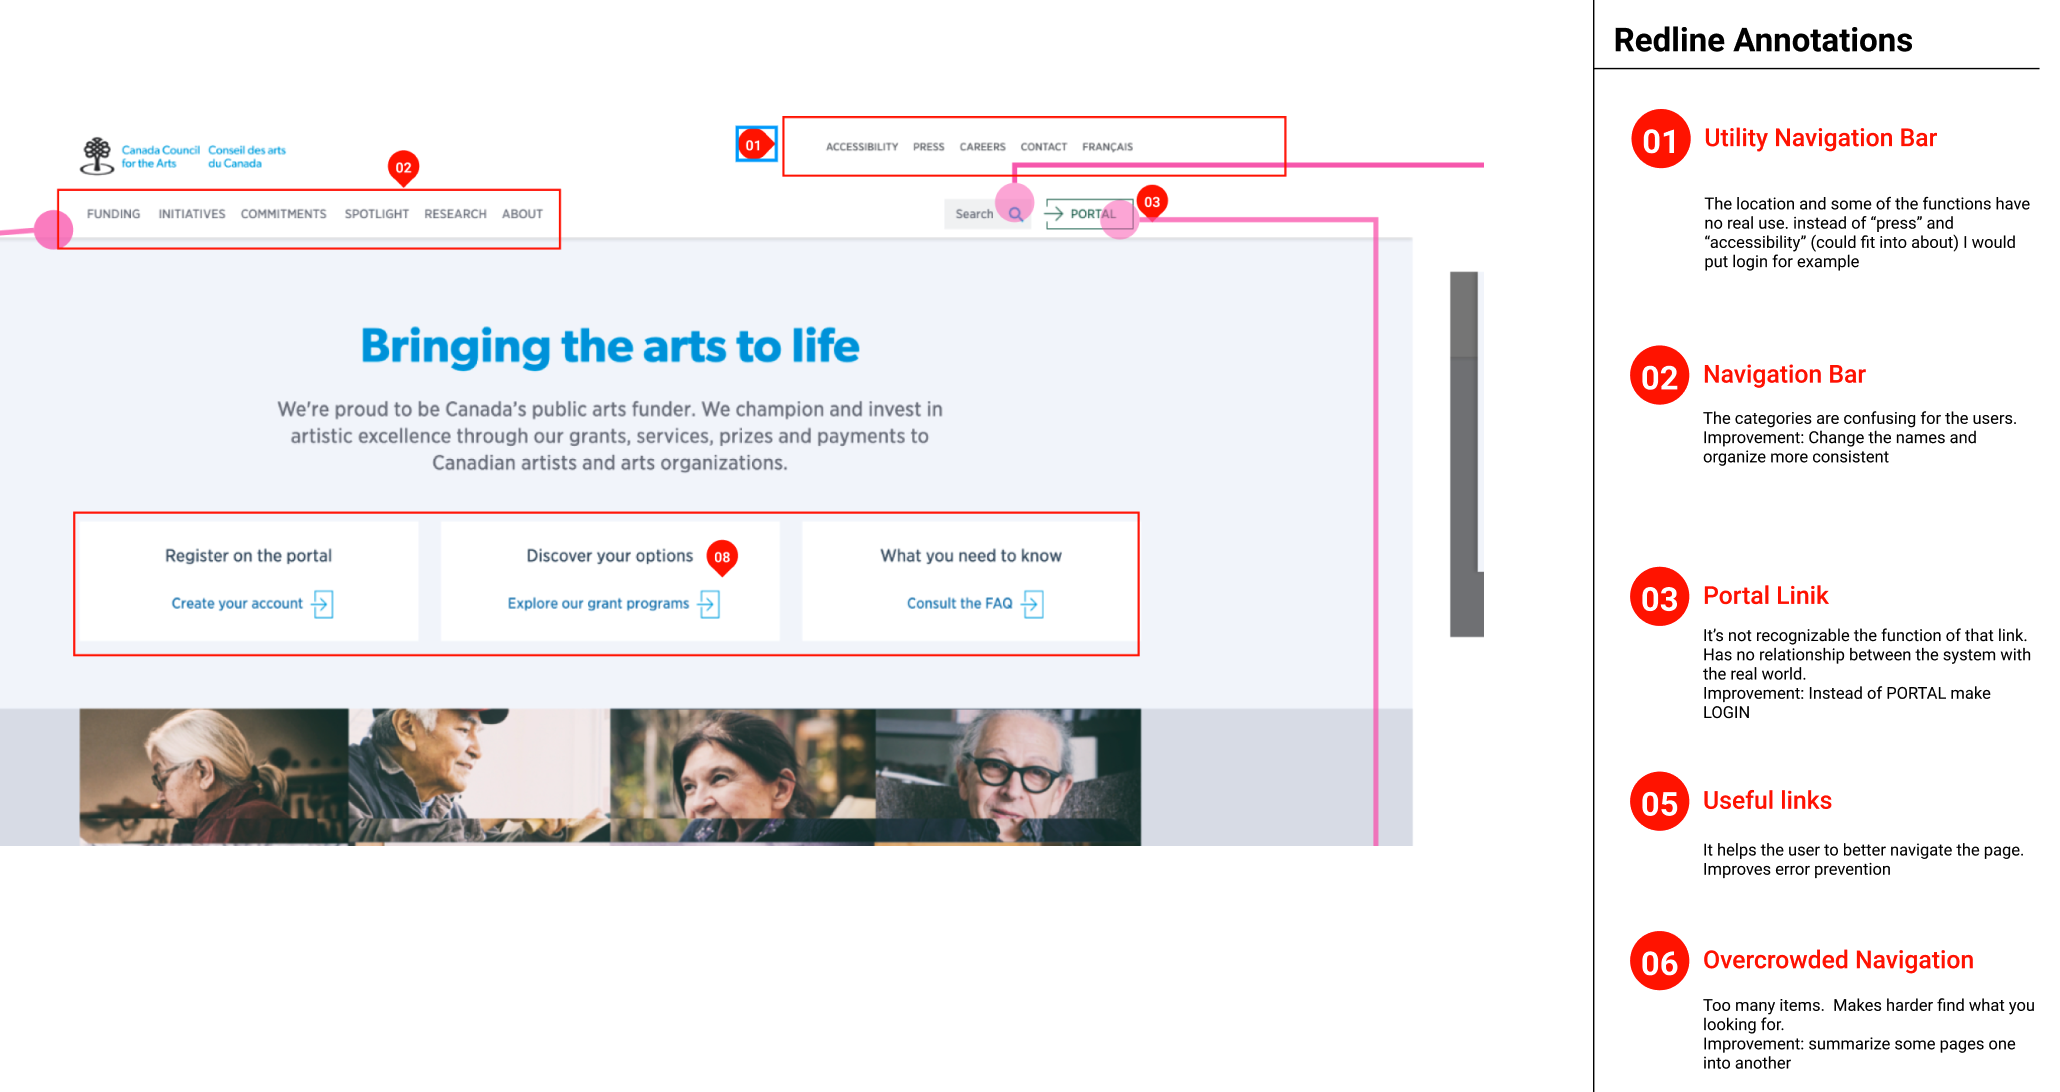 Canada Council Conseil des arts
for the Arts du Canada
02
01
ACCESSIBILITY PRESS CAREERS CONTACT FRANÇAIS
FUNDING INITIATIVES COMMITMENTS SPOTLIGHT RESEARCH ABOUT
Search
PORTAL
03
Bringing the arts to life
We're proud to be Canada's public arts funder. We champion and invest in
artistic excellence through our grants, services, prizes and payments to
Canadian artists and arts organizations.
Register on the portal
Create your account
Discover your options
08
Explore our grant programs
What you need to know
Consult the FAQ
Redline Annotations
01 Utility Navigation Bar
The location and some of the functions have
no real use. instead of “press” and
“accessibility” (could fit into about) I would
put login for example
02 Navigation Bar
The categories are confusing for the users.
Improvement: Change the names and
organize more consistent
03 Portal Linik
It’s not recognizable the function of that link.
Has no relationship between the system with
the real world.
Improvement: Instead of PORTAL make
LOGIN
05 Useful links
It helps the user to better navigate the page.
Improves error prevention
06 Overcrowded Navigation
Too many items.  Makes harder find what you
looking for.
Improvement: summarize some pages one
into another